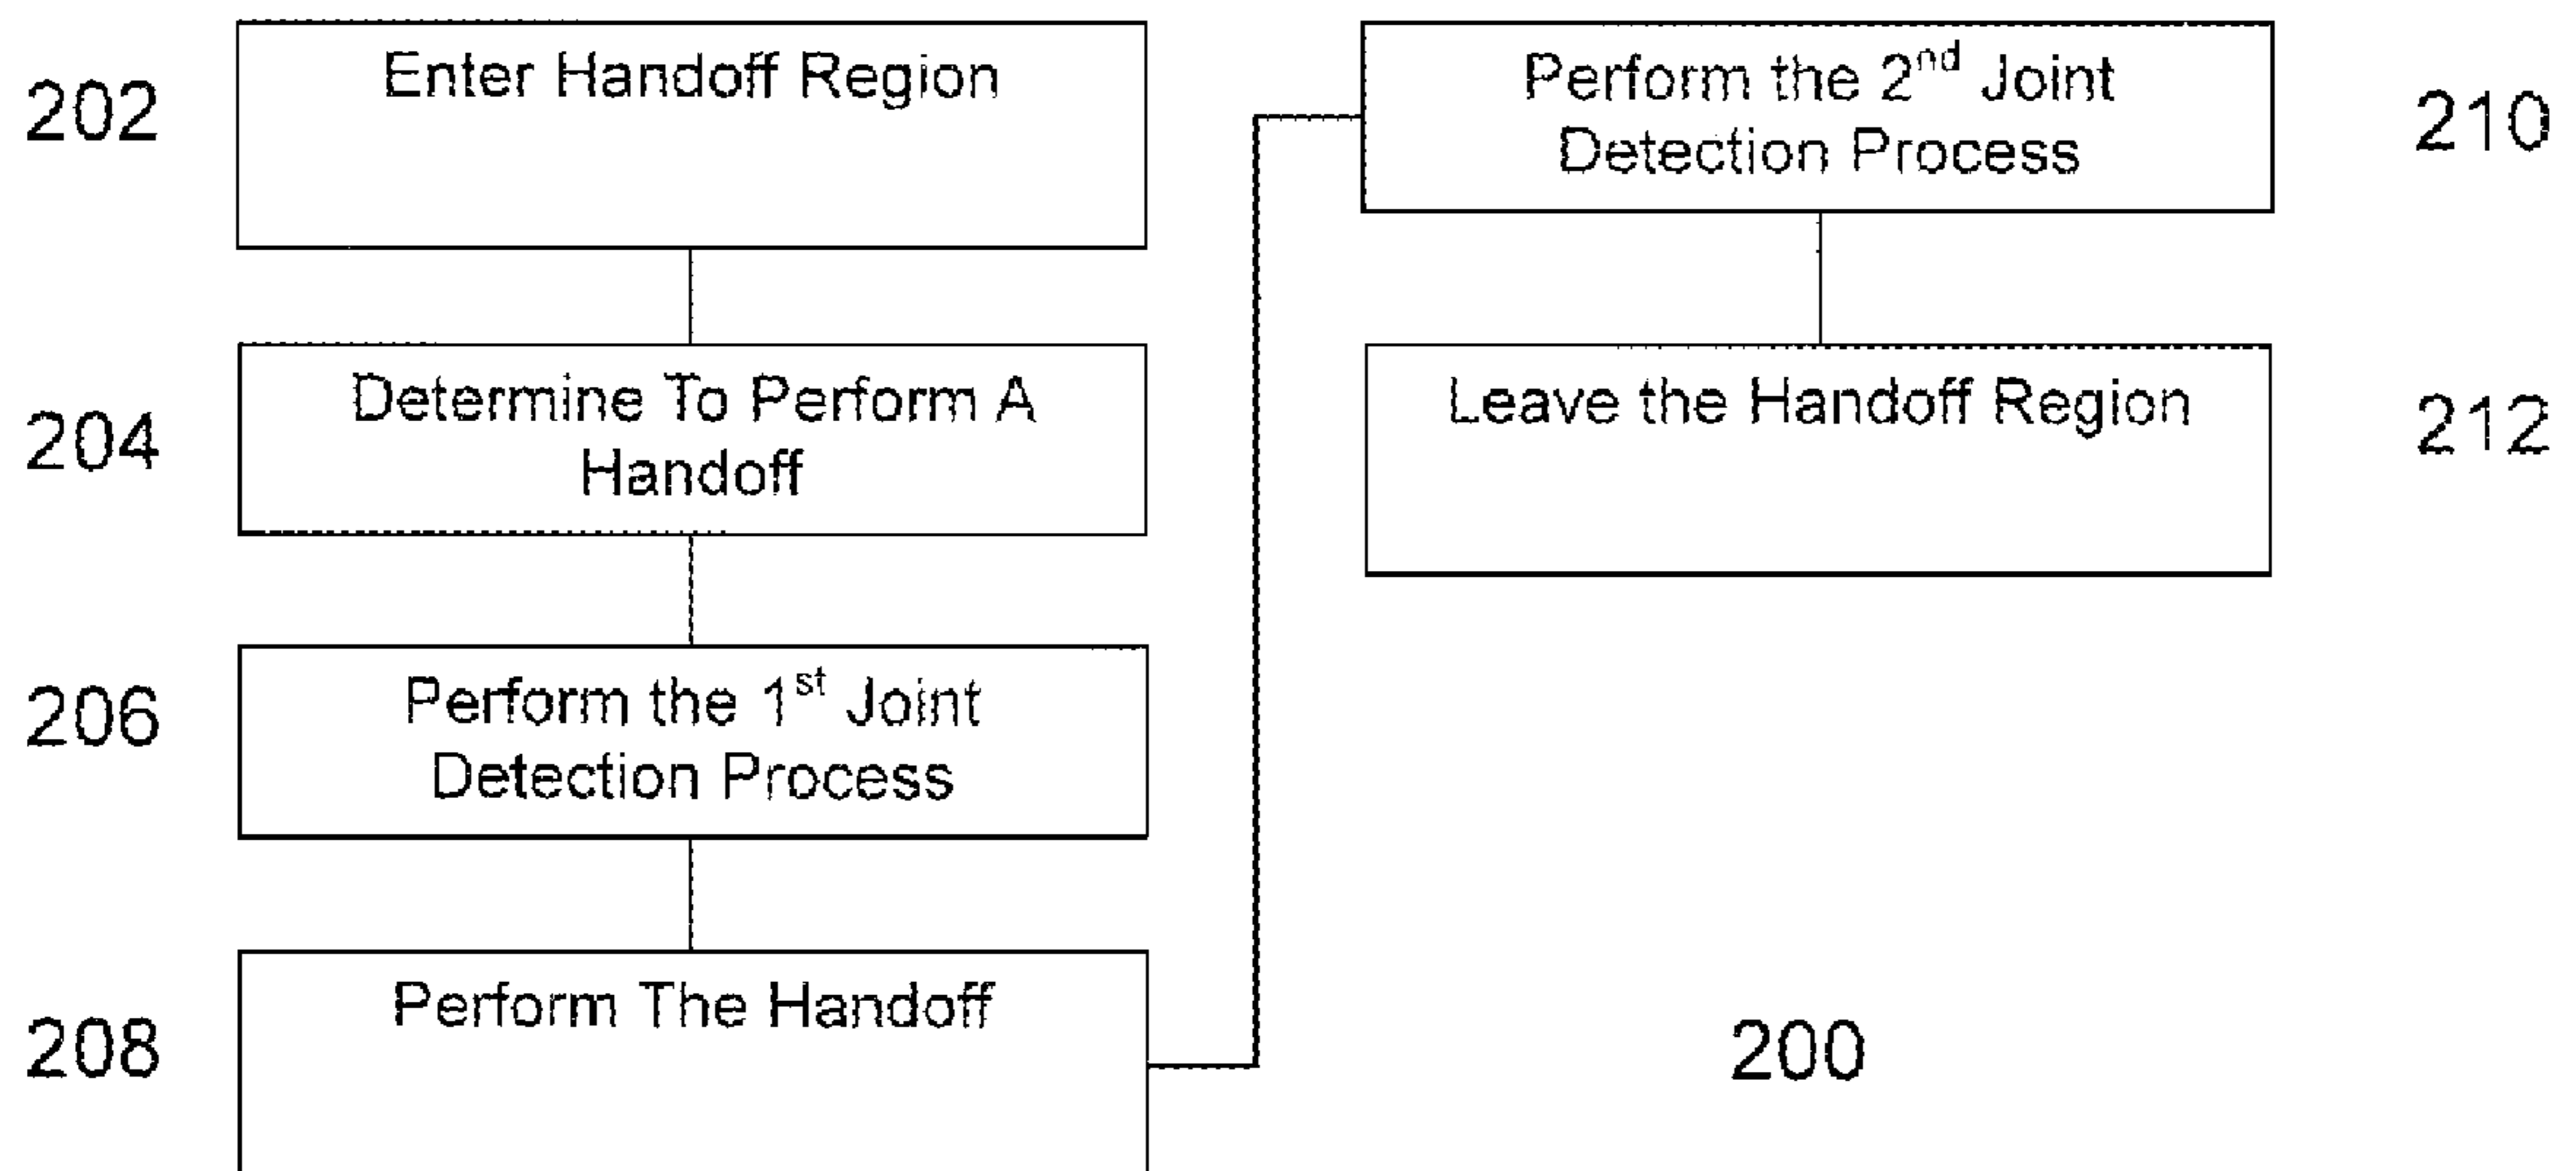 202
Enter Handoff Region
204
Determine To Perform A
Handoff
206
Perform the 1st Joint
Detection Process
208
Perform The Handoff
Perform the 2nd Joint
Detection Process
210
Leave the Handoff Region
212
200